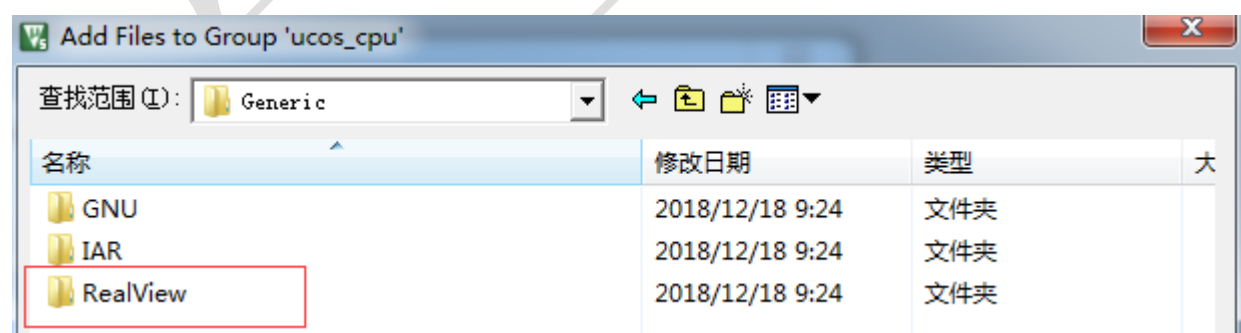 Add Files to Group 'ucos_cpu'
查找范围(I): Generic
名称 修改日期 类型 大
GNU 2018/12/18 9:24 文件夹
IAR 2018/12/18 9:24 文件夹
RealView 2018/12/18 9:24 文件夹